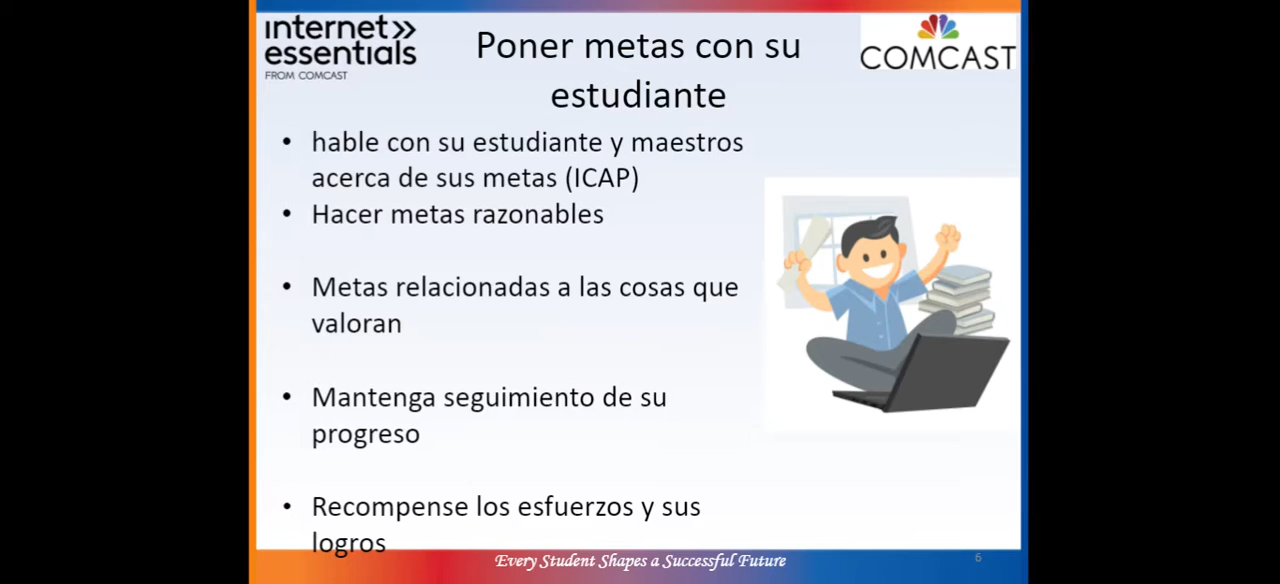 internet
essentials
FROM COMCAST
Poner metas con su
estudiante
COMCAST
• hable con su estudiante y maestros
acerca de sus metas (ICAP)
• Hacer metas razonables
• Metas relacionadas a las cosas que
valoran
• Mantenga seguimiento de su
progreso
• Recompense los esfuerzos y sus
logros
Every Student Shapes a Successful Future
6